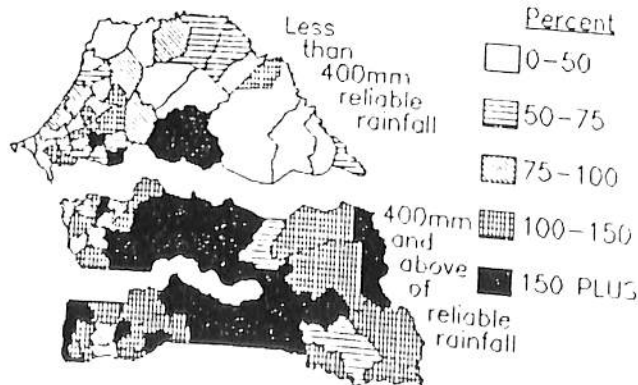 Less
than
400mm
reliable
rainfall
400mm
and
above
of
reliable
rainfall
Percent
0-50
50-75
75-100
100-150
150 PLUS